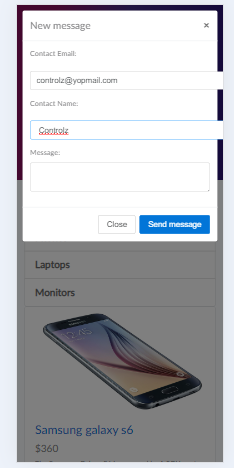 New message
×
Contact Email:
controlz@yopmail.com
Contact Name:
Controlz
Message:
Close
Send message
Laptops
Monitors
Samsung galaxy s6
$360